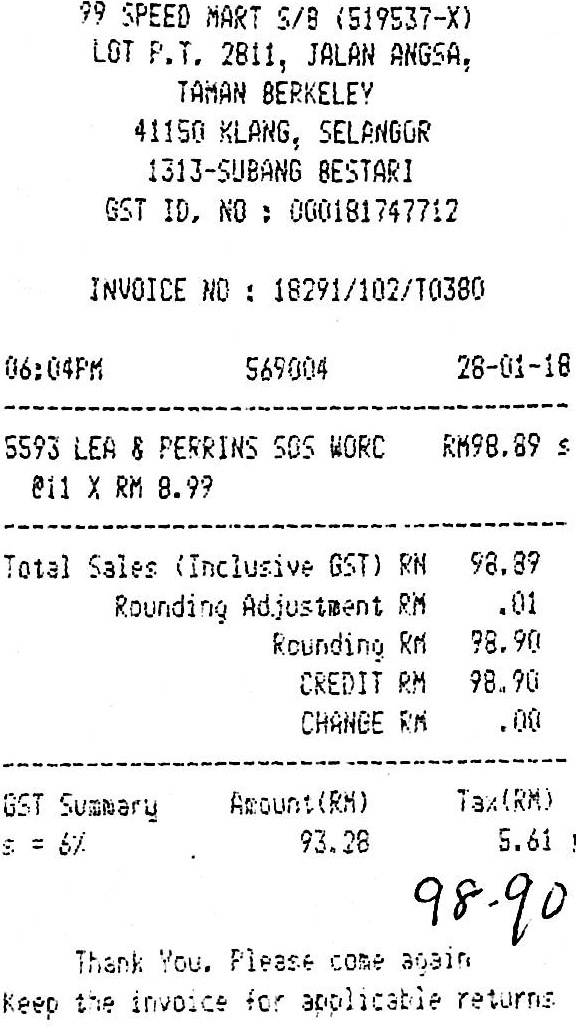 99 SPEED MART S/B (519537-X)
LOT P.T. 2811, JALAN ANGSA,
TAMAN BERKELEY
41150 KLANG, SELANGOR
1313-SUBANG BESTARI
GST ID. NO : 000181747712
INVOICE NO : 18291/102/T0380
06:04PM 569004 28-01-18
5593 LEA & PERRINS SOS WORC RM98.89 s
@11 X RM 8.99
Total Sales (Inclusive GST) RM 98.89
Rounding Adjustment RM .01
Rounding RM 98.90
CREDIT RM 98.90
CHANGE RM .00
GST Summary Amount(RM) Tax(RM)
s = 6% 93.28 5.61
98.90
Thank You. Please come again
Keep the invoice for applicable returns